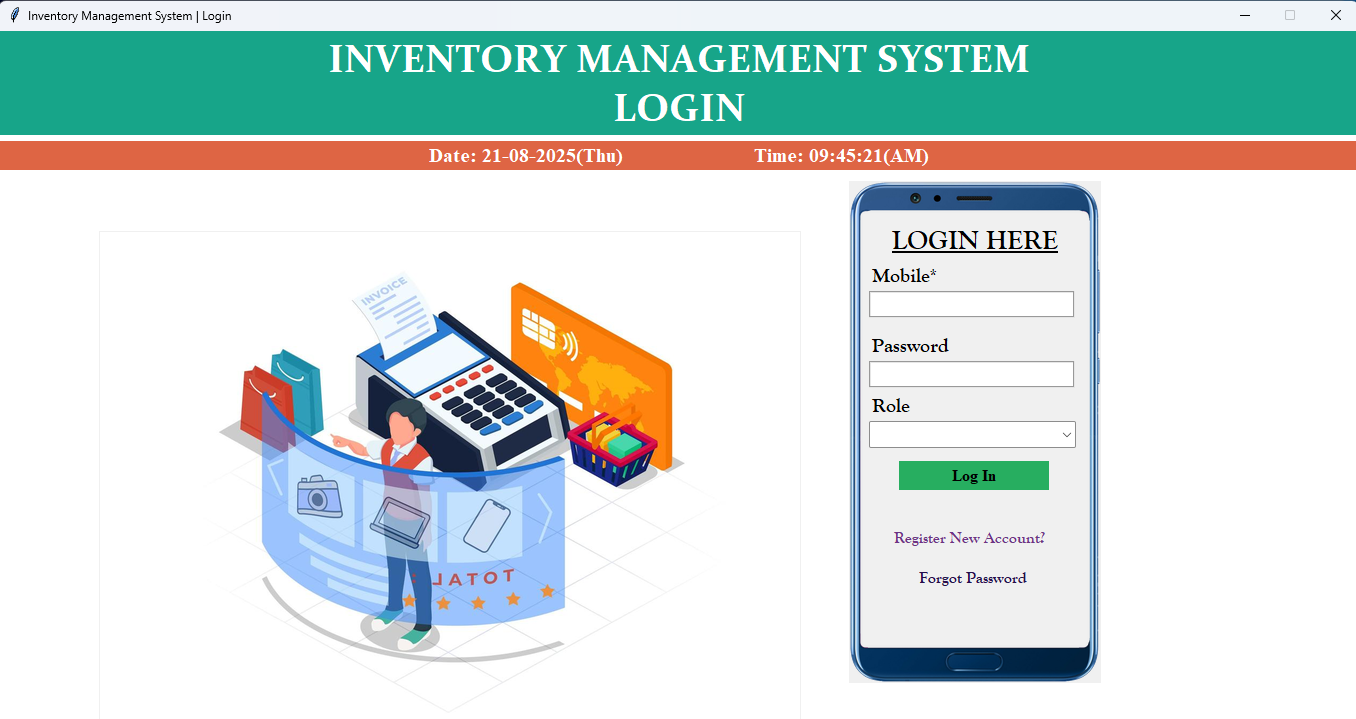 Inventory Management System | Login
INVENTORY MANAGEMENT SYSTEM
LOGIN
Date: 21-08-2025(Thu) Time: 09:45:21(AM)
INVOICE
TOTAL :
LOGIN HERE
Mobile*
Password
Role
Log In
Register New Account?
Forgot Password